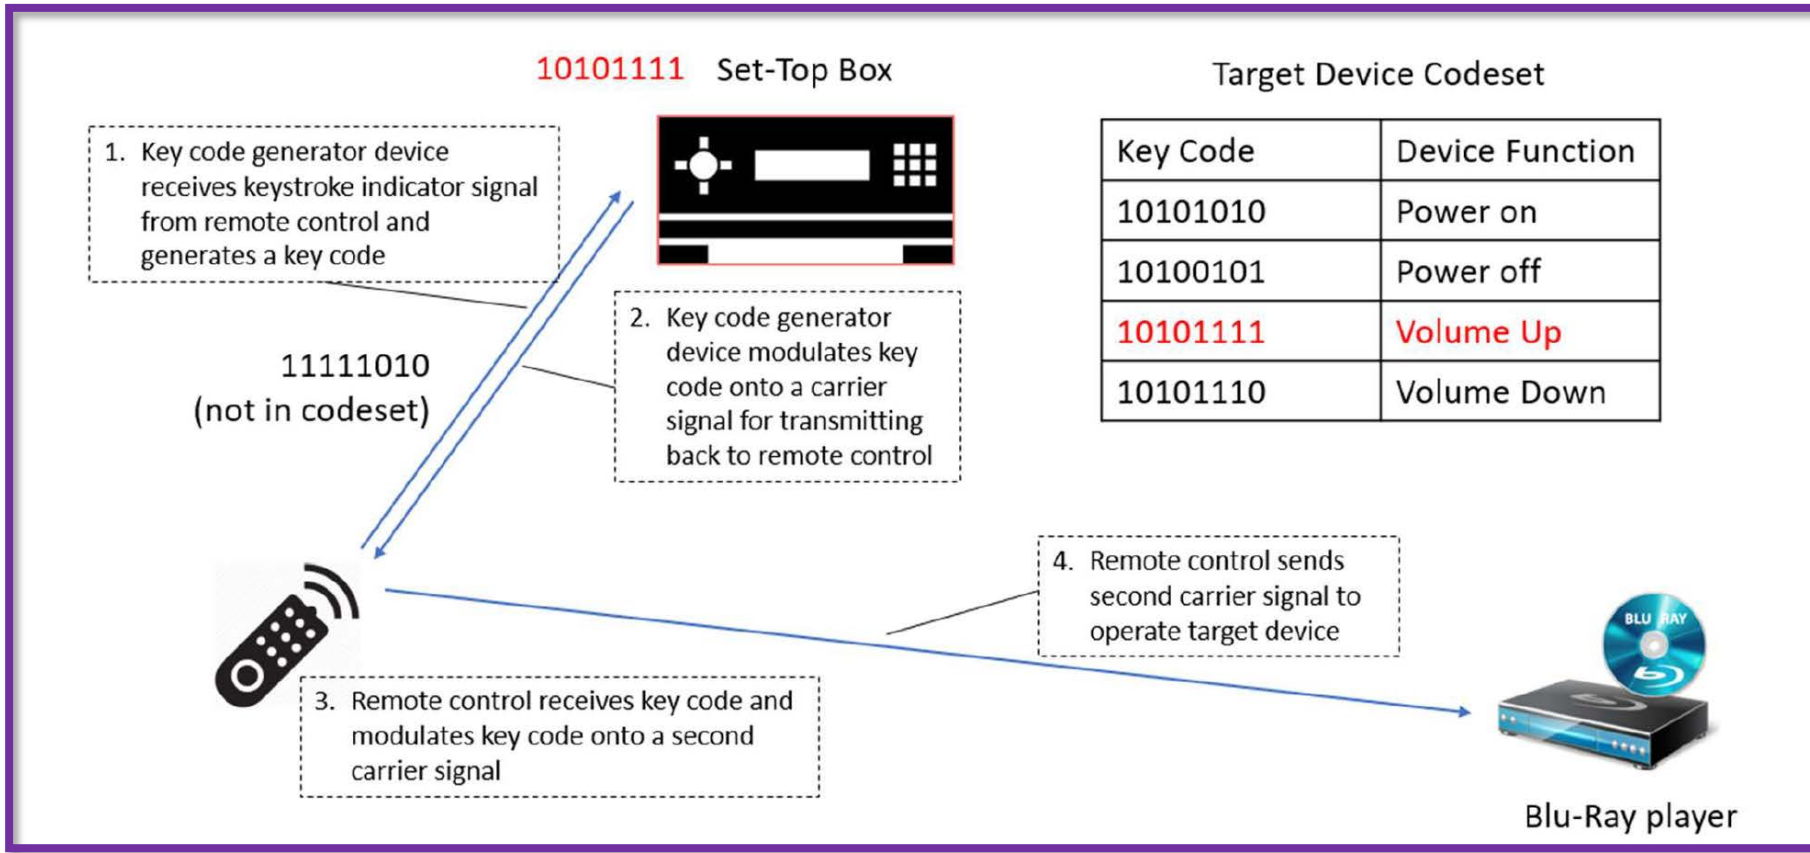 10101111 Set-Top Box
Target Device Codeset
1. Key code generator device
receives keystroke indicator signal
from remote control and
generates a key code
Key Code Device Function
10101010 Power on
10100101 Power off
10101111 Volume Up
10101110 Volume Down
2. Key code generator
device modulates key
code onto a carrier
signal for transmitting
back to remote control
11111010
(not in codeset)
4. Remote control sends
second carrier signal to
operate target device
BLU RAY
3. Remote control receives key code and
modulates key code onto a second
carrier signal
Blu-Ray player